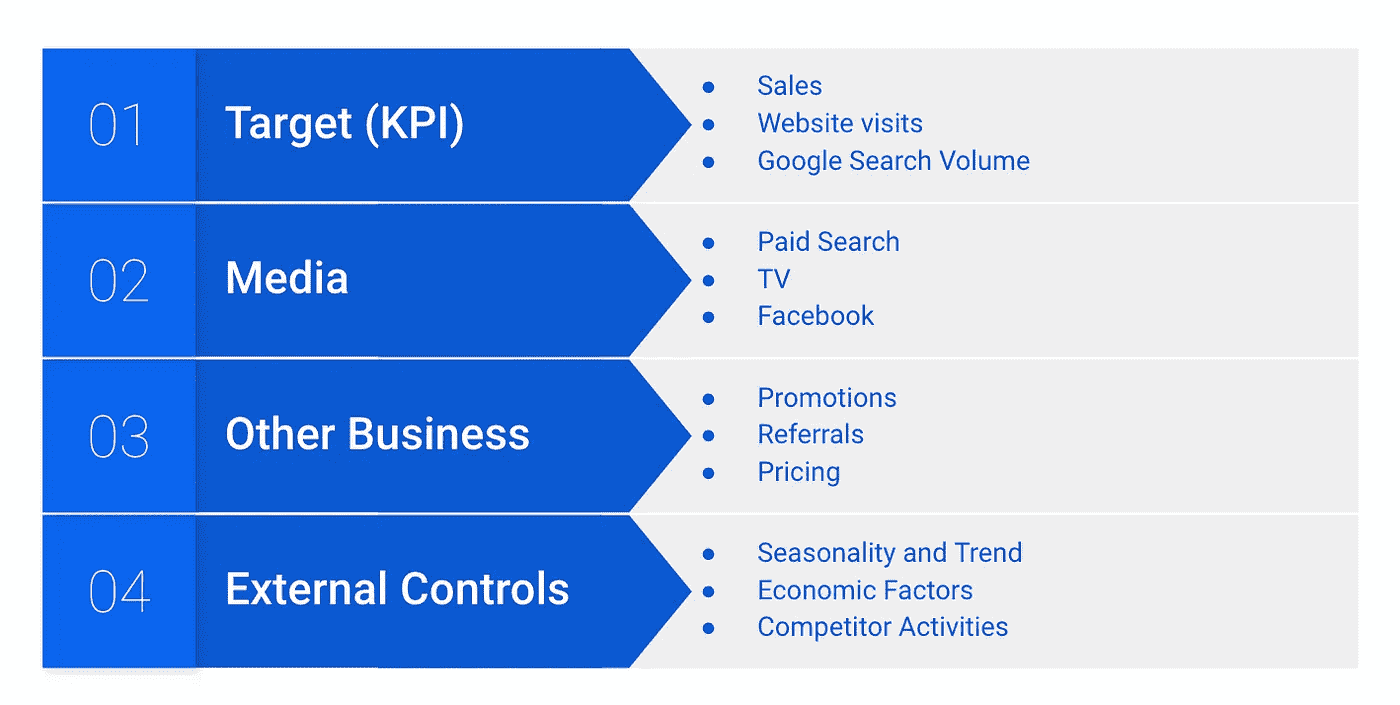 01
Target (KPI)
● Sales
● Website visits
● Google Search Volume
02
Media
● Paid Search
● TV
● Facebook
03
Other Business
● Promotions
● Referrals
● Pricing
04
External Controls
● Seasonality and Trend
● Economic Factors
● Competitor Activities